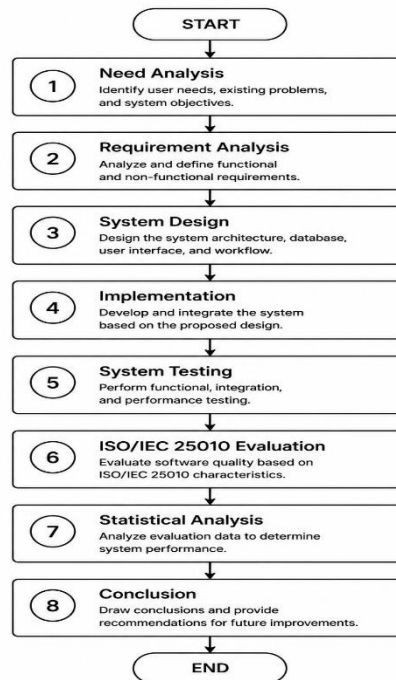 START
1
Need Analysis
Identify user needs, existing problems,
and system objectives.
2
Requirement Analysis
Analyze and define functional
and non-functional requirements.
3
System Design
Design the system architecture, database,
user interface, and workflow.
4
Implementation
Develop and integrate the system
based on the proposed design.
5
System Testing
Perform functional, integration,
and performance testing.
6
ISO/IEC 25010 Evaluation
Evaluate software quality based on
ISO/IEC 25010 characteristics.
7
Statistical Analysis
Analyze evaluation data to determine
system performance.
8
Conclusion
Draw conclusions and provide
recommendations for future improvements.
END